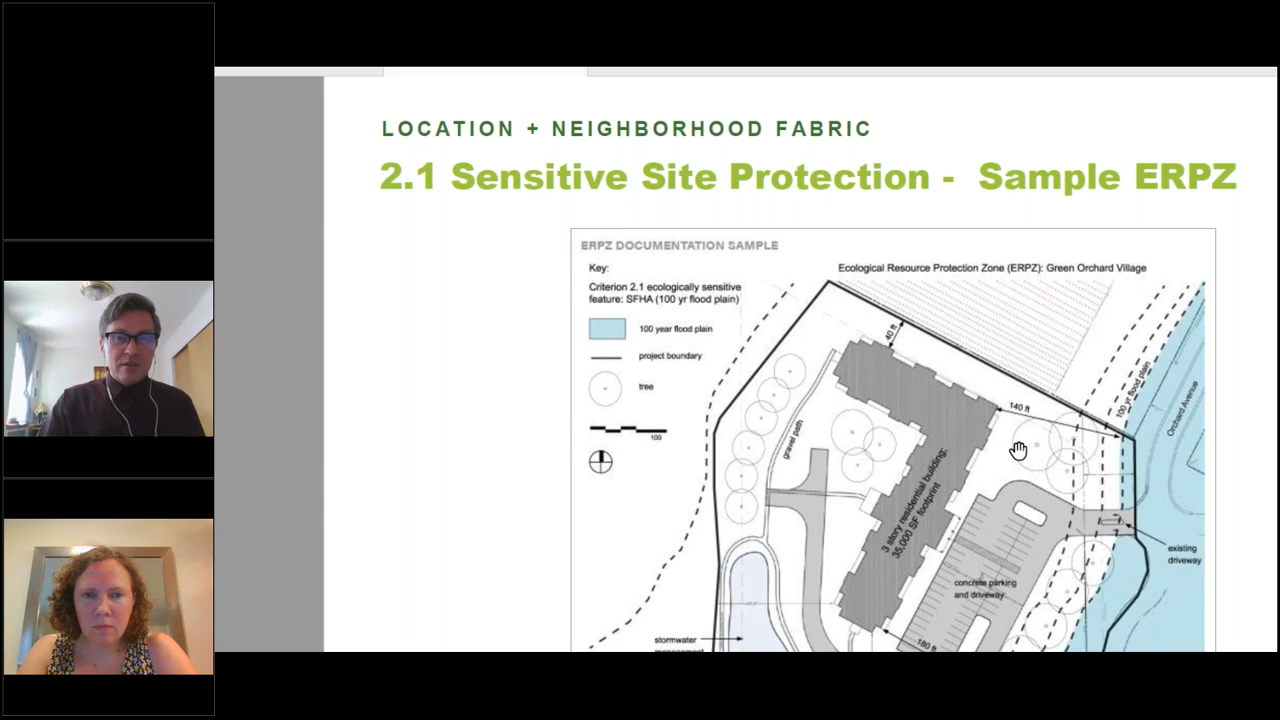 LOCATION + NEIGHBORHOOD FABRIC
2.1 Sensitive Site Protection - Sample ERPZ
ERPZ DOCUMENTATION SAMPLE
Key:
Ecological Resource Protection Zone (ERPZ): Green Orchard Village
Criterion 2.1 ecologically sensitive
feature: SFHA (100 yr flood plain)
100 year flood plain
project boundary
tree
100
40 ft
140 ft
100 yr flood plain
Orchard Avenue
gravel path
3 story residential building;
35,000 SF footprint
existing
driveway
concrete parking
and driveway
stormwater
180 ft